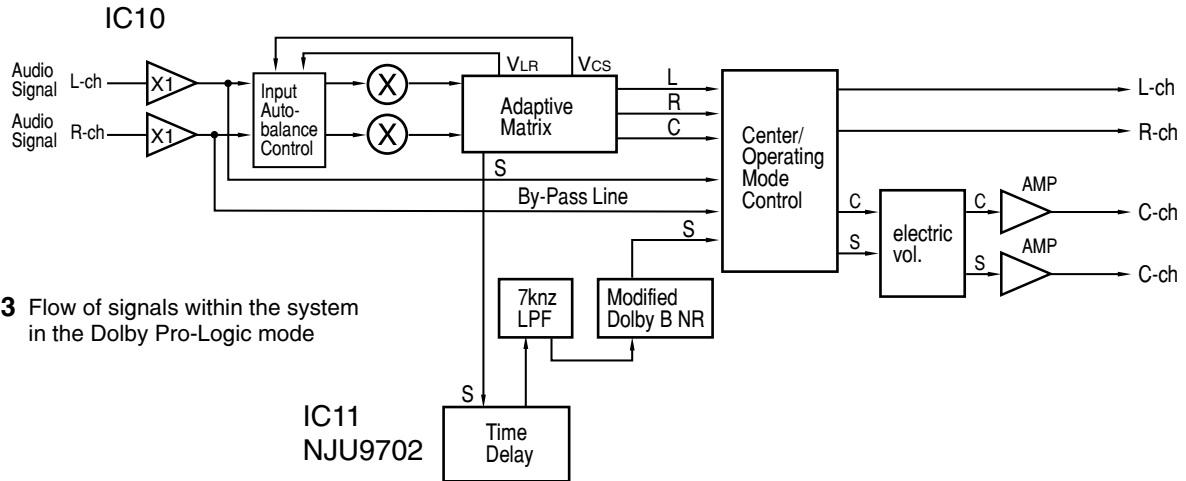 IC10
Audio
Signal
L-ch
X1
Audio
Signal
R-ch
X1
Input
Auto-
balance
Control
X
X
VLR
VCS
Adaptive
Matrix
L
R
C
S
By-Pass Line
S
Center/
Operating
Mode
Control
L-ch
R-ch
C
S
electric
vol.
C
AMP
C-ch
S
AMP
C-ch
3 Flow of signals within the system
in the Dolby Pro-Logic mode
7knz
LPF
Modified
Dolby B NR
S
IC11
NJU9702
Time
Delay